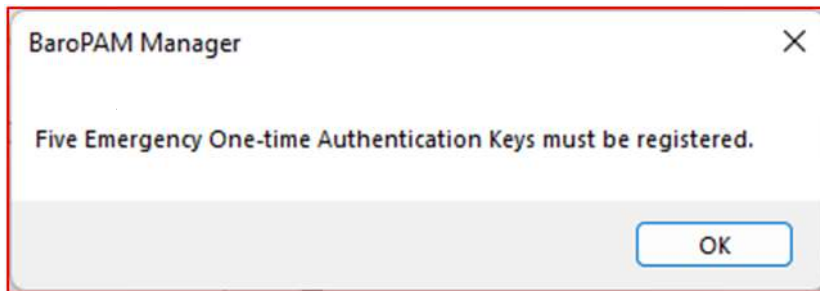 BaroPAM Manager
Five Emergency One-time Authentication Keys must be registered.
OK